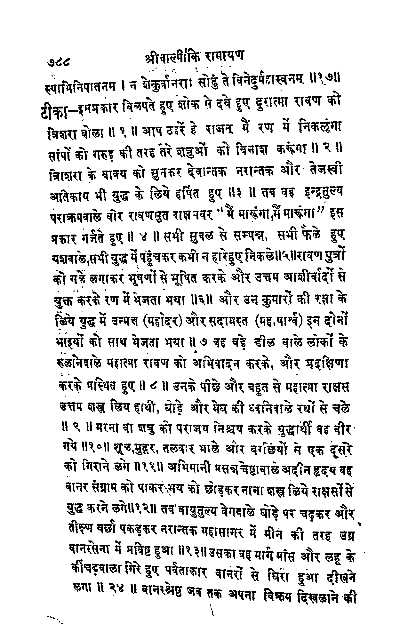 ७८८ श्रीवाल्मीकि रामायण
स्याभिनिपातनम । न शेकुर्वानराः सोढुं ते विनेदुर्महास्वनम् ॥१७॥
टीका—इसप्रकार विलपते हुए शोक से दबे हुए दुरात्मा रावण को
त्रिशरा बोला ॥ १ ॥ आप ठहरें हे राजन् मैं रण में निकलूंगा
सांपों को गरुड़ की तरह तेरे शत्रुओं को विनाश करूंगा ॥ २ ॥
त्रिशरा के वाक्य को सुनकर देवान्तक नरान्तक और तेजस्वी
अतिकाय भी युद्ध के लिये हर्षित हुए ॥३ ॥ तब वह इन्द्रतुल्य
पराक्रमवाले वीर रावणसुत राक्षसवर "मैं मारूंगा, मैं मारूंगा" इस
प्रकार गर्जते हुए ॥ ४ ॥ सभी सुबल से सम्पन्न, सभी फैले हुए
यशवाले, सभी युद्ध में पहुंचकर कभी न हारे हुए निकले॥५॥रावण पुत्रों
को गले लगाकर भूषणों से भूषित करके और उत्तम आशीर्वादों से
युक्त करके रण में भेजता भया ॥६॥ और उन कुमारों की रक्षा के
लिये युद्ध में उन्मत्त (महोदर) और सदामस्त (महापार्श्व) इन दोनों
भाइयों को साथ भेजता भया ॥ ७ वह बड़े डील वाले लोकों के
रुलानेवाले महात्मा रावण को अभिवादन करके, और प्रदक्षिणा
करके प्रस्थित हुए ॥ ८ ॥ उनके पीछे और बहुत से महात्मा राक्षस
उत्तम शस्त्र लिये हाथी, घोड़े और मेघ की ध्वनिवाले रथों से चले
॥ ९ ॥ मरना वा शत्रु को पराजय निश्चय करके युद्धार्थी वह वीर
गये ॥१०॥ शूल, मुद्गर, तलवार भाले और बर्छियों से एक दूसरे
को गिराने लगे ॥११॥ अभिमानी प्रसन्नचेष्टावाले अदीन हृदय वह
वानर संग्राम को पाकर भय को छोड़कर नाना शस्त्र लिये राक्षसों से
युद्ध करने लगे॥१२॥ तब वायुतुल्य वेगवाले घोड़े पर चढ़कर और
तीक्ष्ण बर्छी पकड़कर नरान्तक महासागर में मीन की तरह उग्र
वानरसेना में प्रविष्ट हुआ ॥१३॥ उसका वह मार्ग मांस और लहू के
कीचड़वाला गिरे हुए पर्वताकार वानरों से घिरा हुआ दीखने
लगा ॥ २४ ॥ वानरश्रेष्ठ जब तक अपना विक्रम दिखलाने की